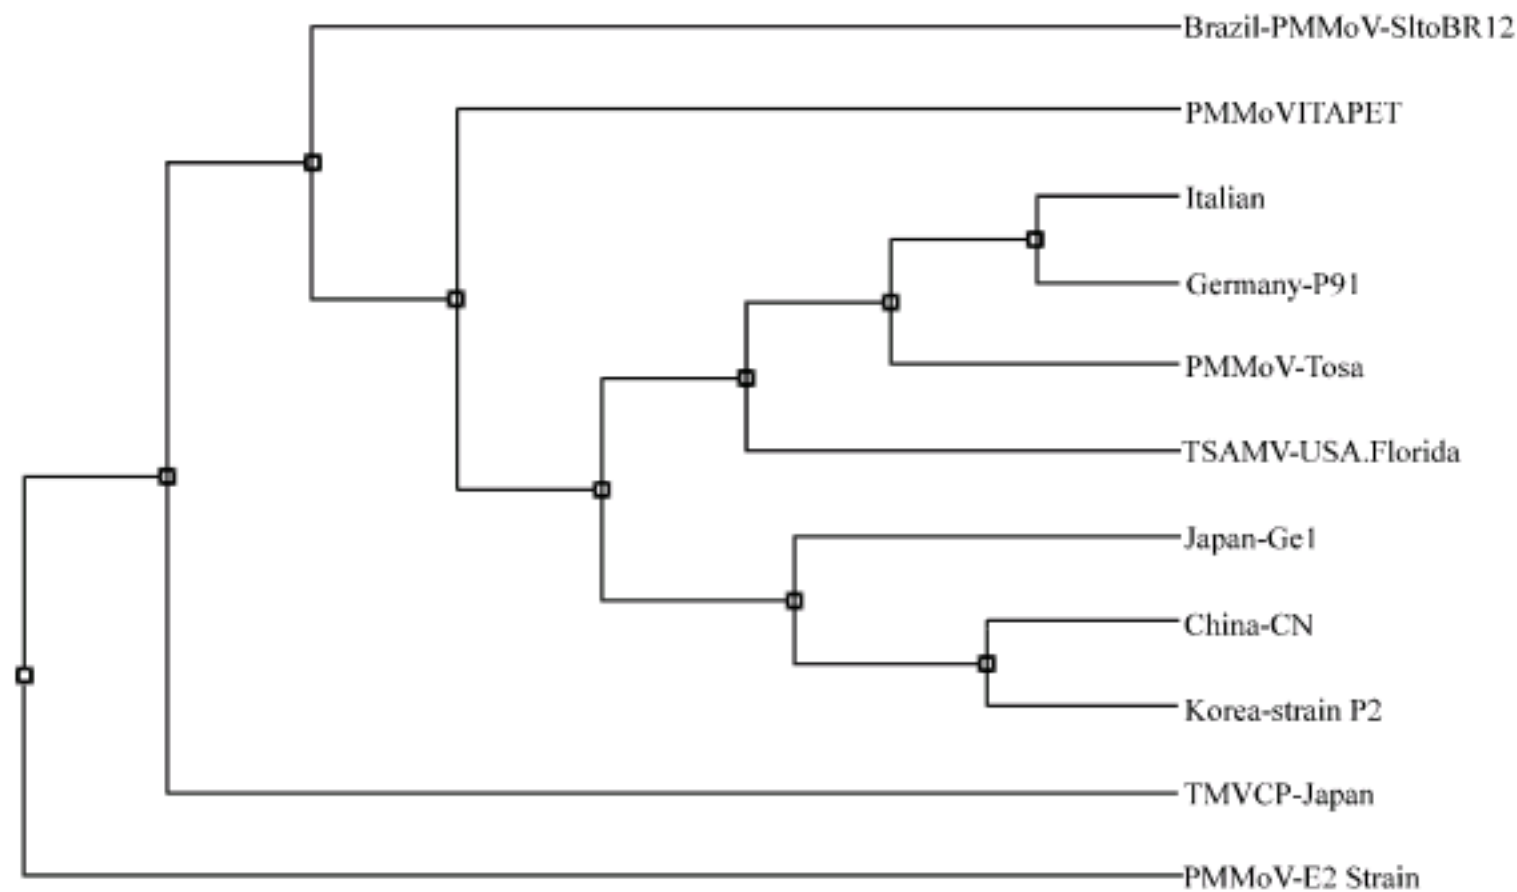 Brazil-PMMoV-SltoBR12
PMMoVITAPET
Italian
Germany-P91
PMMoV-Tosa
TSAMV-USA.Florida
Japan-Ge1
China-CN
Korea-strain P2
TMVCP-Japan
PMMoV-E2 Strain